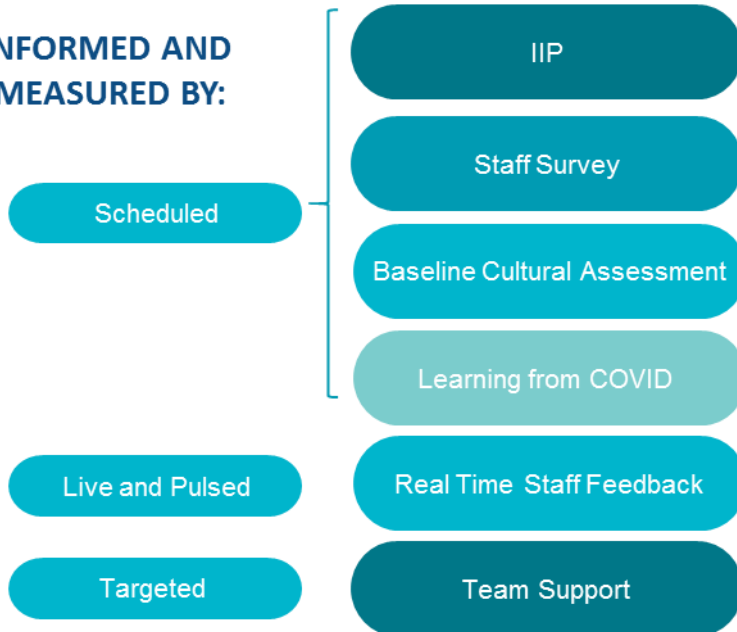 NFORMED AND
MEASURED BY:
IIP
Staff Survey
Scheduled
Baseline Cultural Assessment
Learning from COVID
Live and Pulsed
Real Time Staff Feedback
Targeted
Team Support